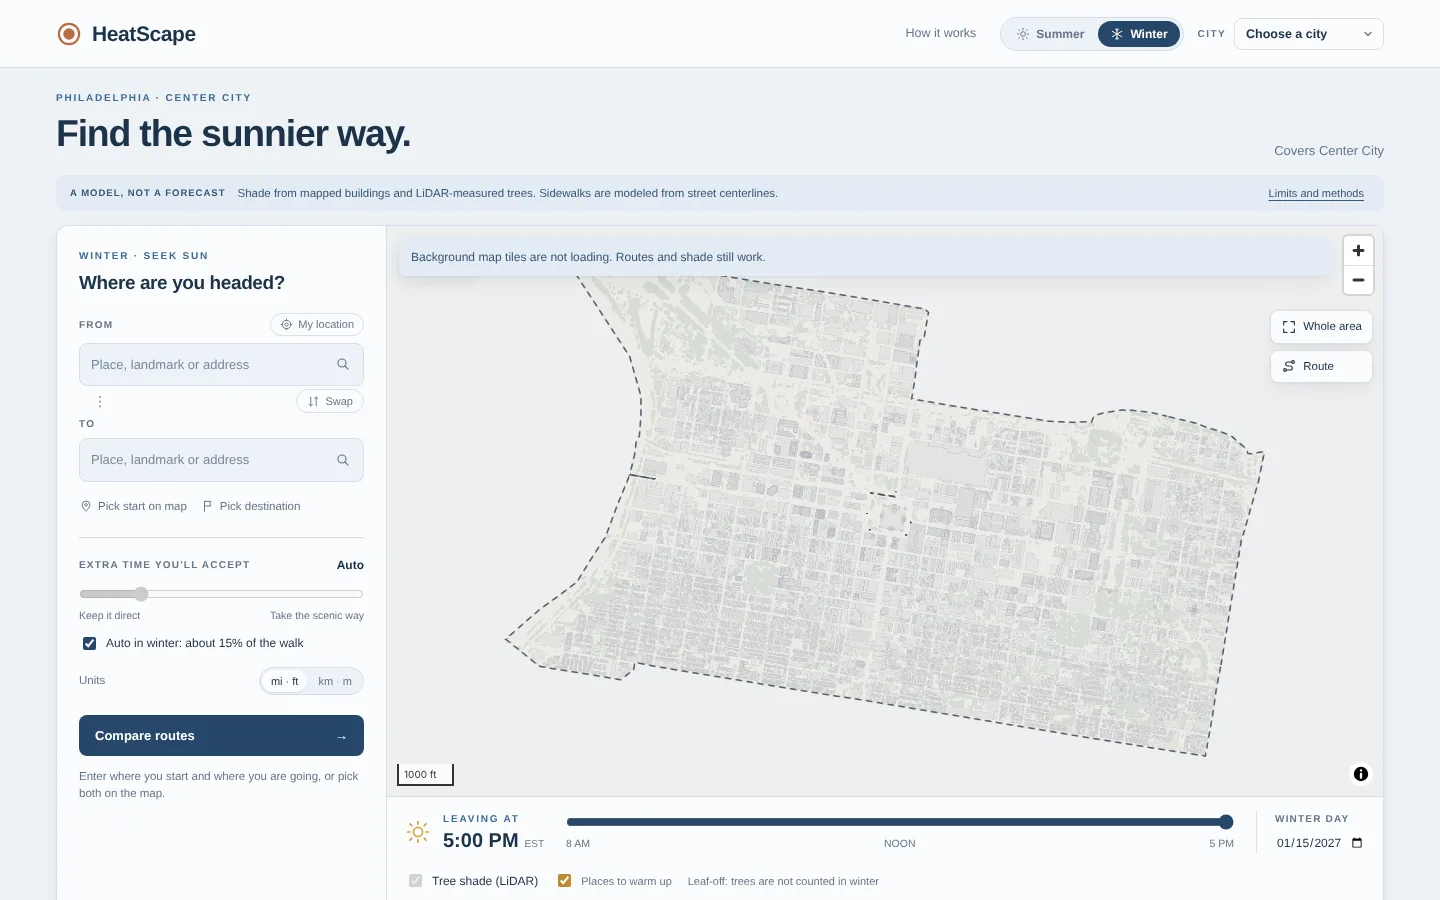 HeatScape
How it works
Summer
Winter
CITY
Choose a city
PHILADELPHIA · CENTER CITY
Find the sunnier way.
Covers Center City
A MODEL, NOT A FORECAST Shade from mapped buildings and LiDAR-measured trees. Sidewalks are modeled from street centerlines.
Limits and methods
WINTER · SEEK SUN
Where are you headed?
FROM
My location
Place, landmark or address
Swap
TO
Place, landmark or address
Pick start on map
Pick destination
EXTRA TIME YOU'LL ACCEPT
Auto
Keep it direct
Take the scenic way
Auto in winter: about 15% of the walk
Units
mi · ft
km · m
Compare routes →
Enter where you start and where you are going, or pick
both on the map.
Background map tiles are not loading. Routes and shade still work.
Whole area
Route
1000 ft
LEAVING AT
5:00 PM EST
8 AM
NOON
5 PM
WINTER DAY
01/15/2027
Tree shade (LiDAR)
Places to warm up
Leaf-off: trees are not counted in winter